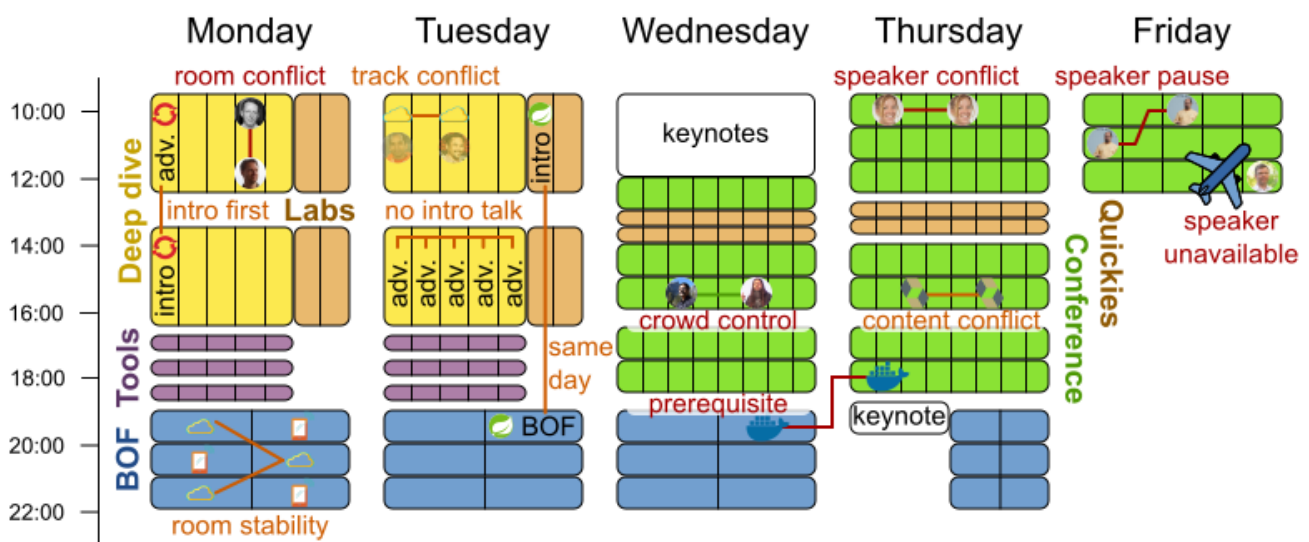 Monday
Tuesday
Wednesday
Thursday
Friday
room conflict
track conflict
speaker conflict
speaker pause
10:00
12:00
14:00
16:00
18:00
20:00
22:00
Deep dive
Tools
BOF
adv.
intro first
Labs
intro
room stability
intro
no intro talk
adv.
adv.
adv.
adv.
adv.
same
day
BOF
keynotes
crowd control
prerequisite
content conflict
keynote
Conference
Quickies
speaker
unavailable